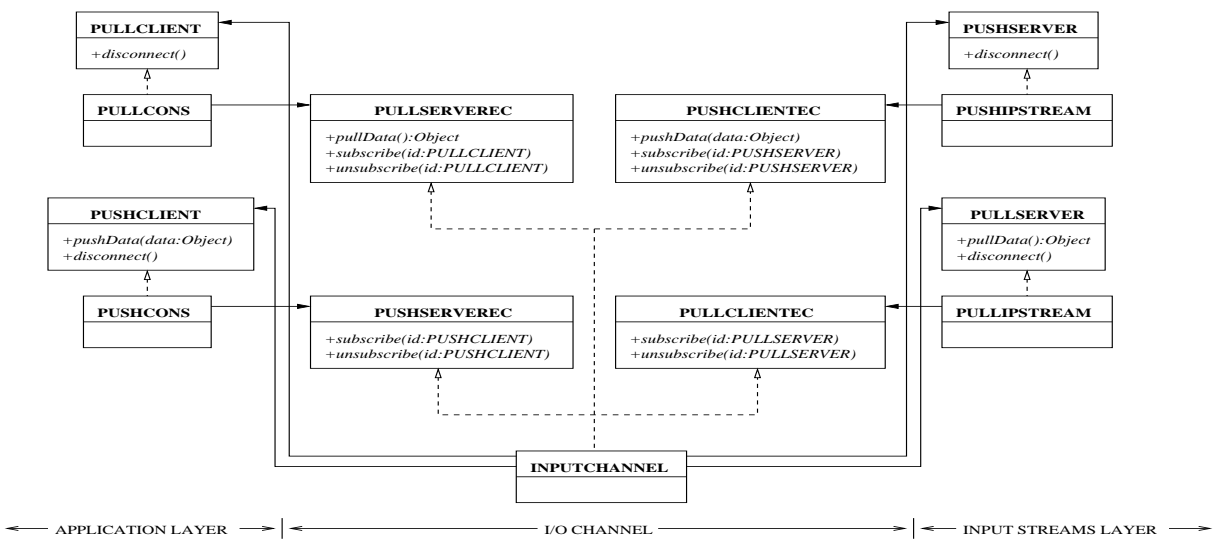 PULLCLIENT
+disconnect()
PUSHSERVER
+disconnect()
PULLCONS
PULLSERVEREC
+pullData():Object
+subscribe(id:PULLCLIENT)
+unsubscribe(id:PULLCLIENT)
PUSHCLIENTEC
+pushData(data:Object)
+subscribe(id:PUSHSERVER)
+unsubscribe(id:PUSHSERVER)
PUSHIPSTREAM
PUSHCLIENT
+pushData(data:Object)
+disconnect()
PULLSERVER
+pullData():Object
+disconnect()
PUSHCONS
PUSHSERVEREC
+subscribe(id:PUSHCLIENT)
+unsubscribe(id:PUSHCLIENT)
PULLCLIENTEC
+subscribe(id:PULLSERVER)
+unsubscribe(id:PULLSERVER)
PULLIPSTREAM
INPUTCHANNEL
APPLICATION LAYER
I/O CHANNEL
INPUT STREAMS LAYER